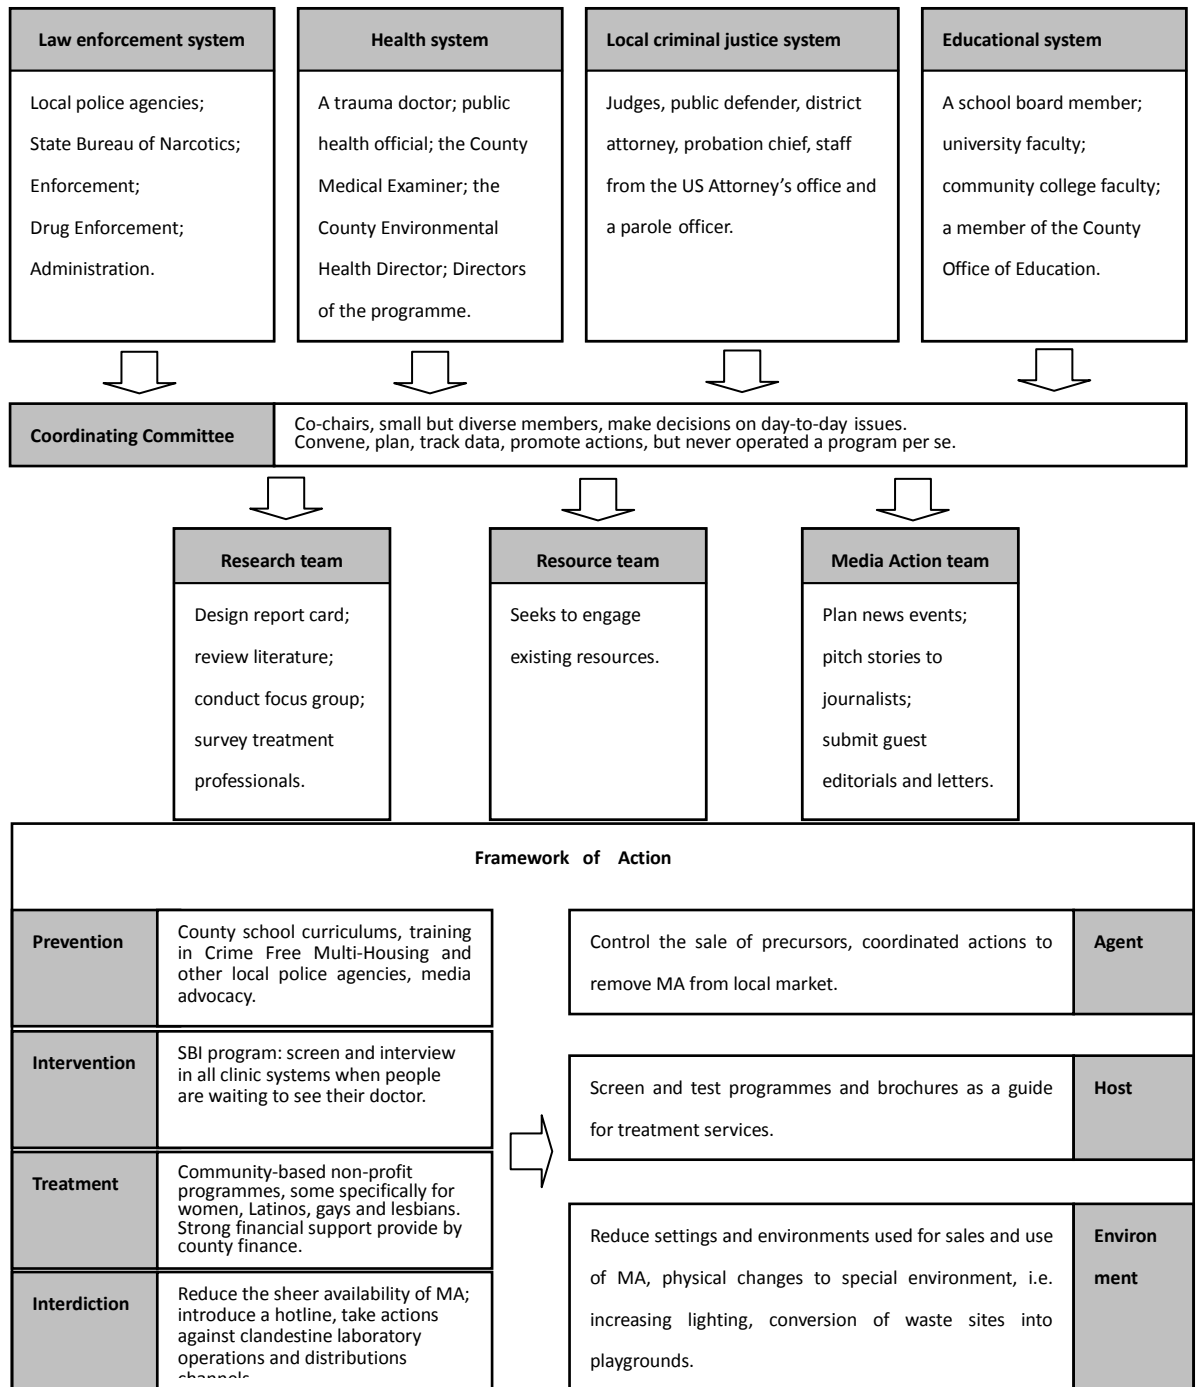 Law enforcement system
Local police agencies;
State Bureau of Narcotics;
Enforcement;
Drug Enforcement;
Administration.
Health system
A trauma doctor; public
health official; the County
Medical Examiner; the
County Environmental
Health Director; Directors
of the programme.
Local criminal justice system
Judges, public defender, district
attorney, probation chief, staff
from the US Attorney’s office and
a parole officer.
Educational system
A school board member;
university faculty;
community college faculty;
a member of the County
Office of Education.
Coordinating Committee
Co-chairs, small but diverse members, make decisions on day-to-day issues.
Convene, plan, track data, promote actions, but never operated a program per se.
Research team
Design report card;
review literature;
conduct focus group;
survey treatment
professionals.
Resource team
Seeks to engage
existing resources.
Media Action team
Plan news events;
pitch stories to
journalists;
submit guest
editorials and letters.
Framework of Action
Prevention
County school curriculums, training
in Crime Free Multi-Housing and
other local police agencies, media
advocacy.
Intervention
SBI program: screen and interview
in all clinic systems when people
are waiting to see their doctor.
Treatment
Community-based non-profit
programmes, some specifically for
women, Latinos, gays and lesbians.
Strong financial support provide by
county finance.
Interdiction
Reduce the sheer availability of MA;
introduce a hotline, take actions
against clandestine laboratory
operations and distributions
channels
Control the sale of precursors, coordinated actions to
remove MA from local market.
Agent
Screen and test programmes and brochures as a guide
for treatment services.
Host
Reduce settings and environments used for sales and use
of MA, physical changes to special environment, i.e.
increasing lighting, conversion of waste sites into
playgrounds.
Environ
ment